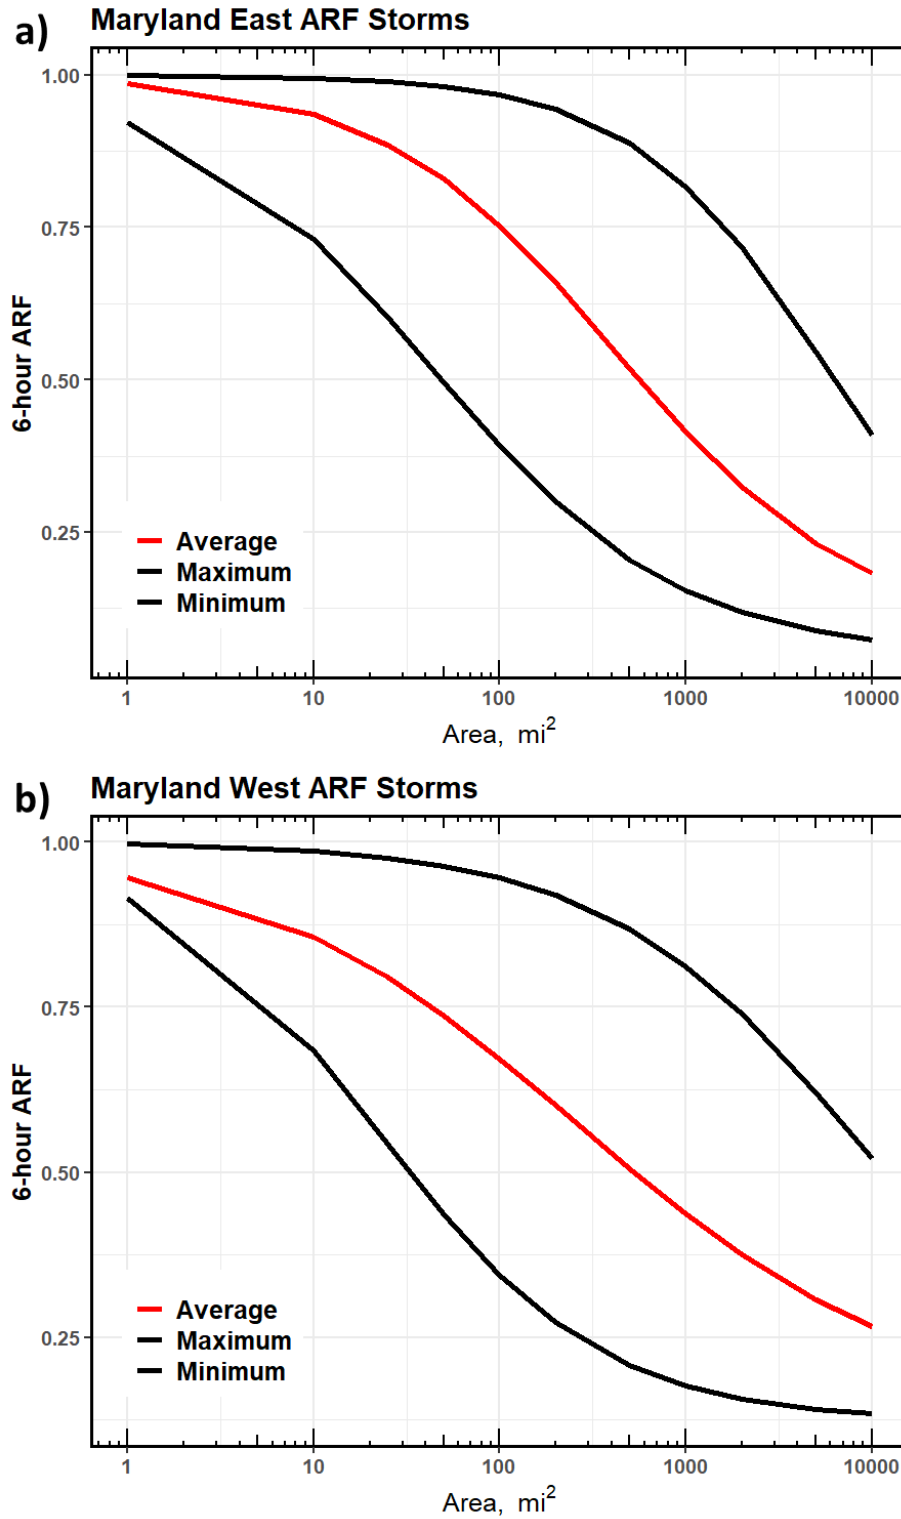 a)
Maryland East ARF Storms
1.00
0.75
0.50
0.25
6-hour ARF
Average
Maximum
Minimum
1 10 100 1000 10000
Area, mi²
b)
Maryland West ARF Storms
1.00
0.75
0.50
0.25
6-hour ARF
Average
Maximum
Minimum
1 10 100 1000 10000
Area, mi²